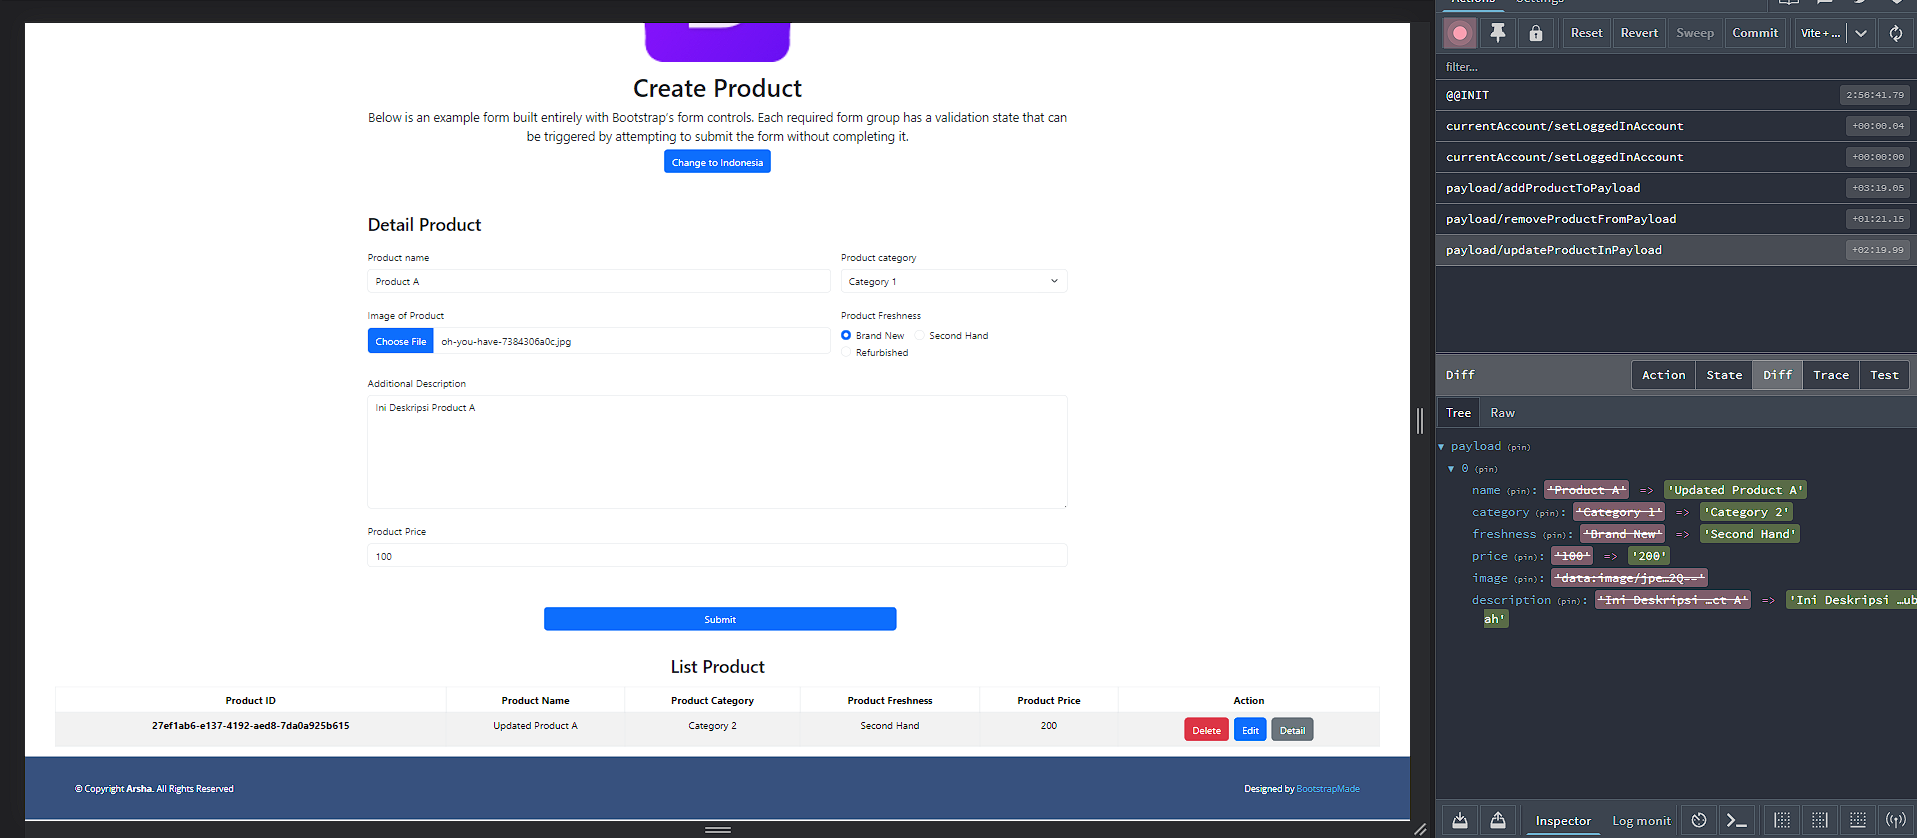 Create Product
Below is an example form built entirely with Bootstrap's form controls. Each required form group has a validation state that can
be triggered by attempting to submit the form without completing it.
Change to Indonesia
Detail Product
Product name
Product category
Product A
Category 1
Image of Product
Product Freshness
Choose File oh-you-have-7384306a0c.jpg
Brand New Second Hand
Refurbished
Additional Description
Ini Deskripsi Product A
Product Price
100
Submit
List Product
Product ID Product Name Product Category Product Freshness Product Price Action
27ef1ab6-e137-4192-aed8-7da0a925b615 Updated Product A Category 2 Second Hand 200 Delete Edit Detail
© Copyright Arsha. All Rights Reserved
Designed by BootstrapMade
Actions Settings
Reset Revert Sweep Commit Vite + ...
filter...
@@INIT 2:56:41.79
currentAccount/setLoggedInAccount +00:00.04
currentAccount/setLoggedInAccount +00:00:00
payload/addProductToPayload +03:19.05
payload/removeProductFromPayload +01:21.15
payload/updateProductInPayload +02:19.99
Diff Action State Diff Trace Test
Tree Raw
payload (pin)
0 (pin)
name (pin): 'Product A' => 'Updated Product A'
category (pin): 'Category 1' => 'Category 2'
freshness (pin): 'Brand New' => 'Second Hand'
price (pin): '100' => '200'
image (pin): 'data:image/jpe…2Q=='
description (pin): 'Ini Deskripsi …ct A' => 'Ini Deskripsi …ub
ah'
Inspector Log monit